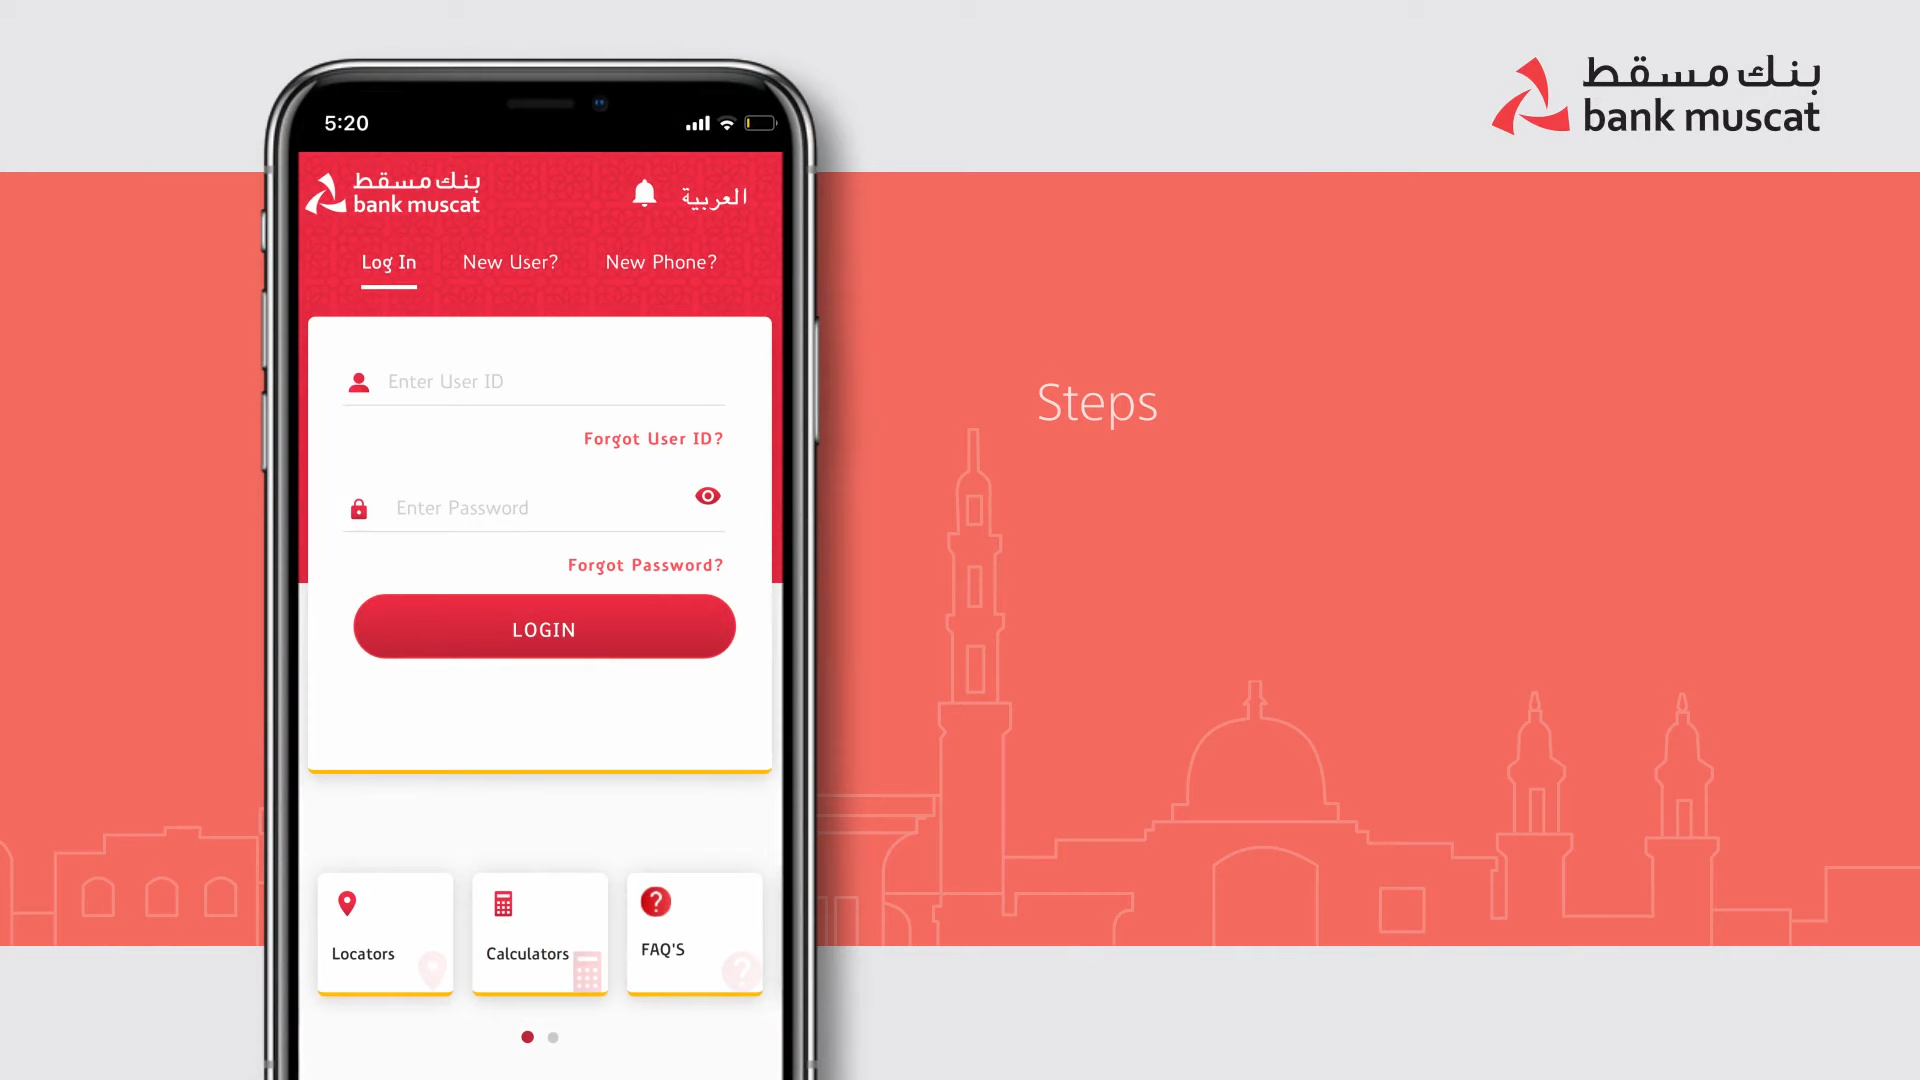 بنك مسقط
bank muscat
5:20
بنك مسقط
bank muscat
العربية
Log In
New User?
New Phone?
Enter User ID
Forgot User ID?
Enter Password
Forgot Password?
LOGIN
Steps
Locators
Calculators
FAQ'S